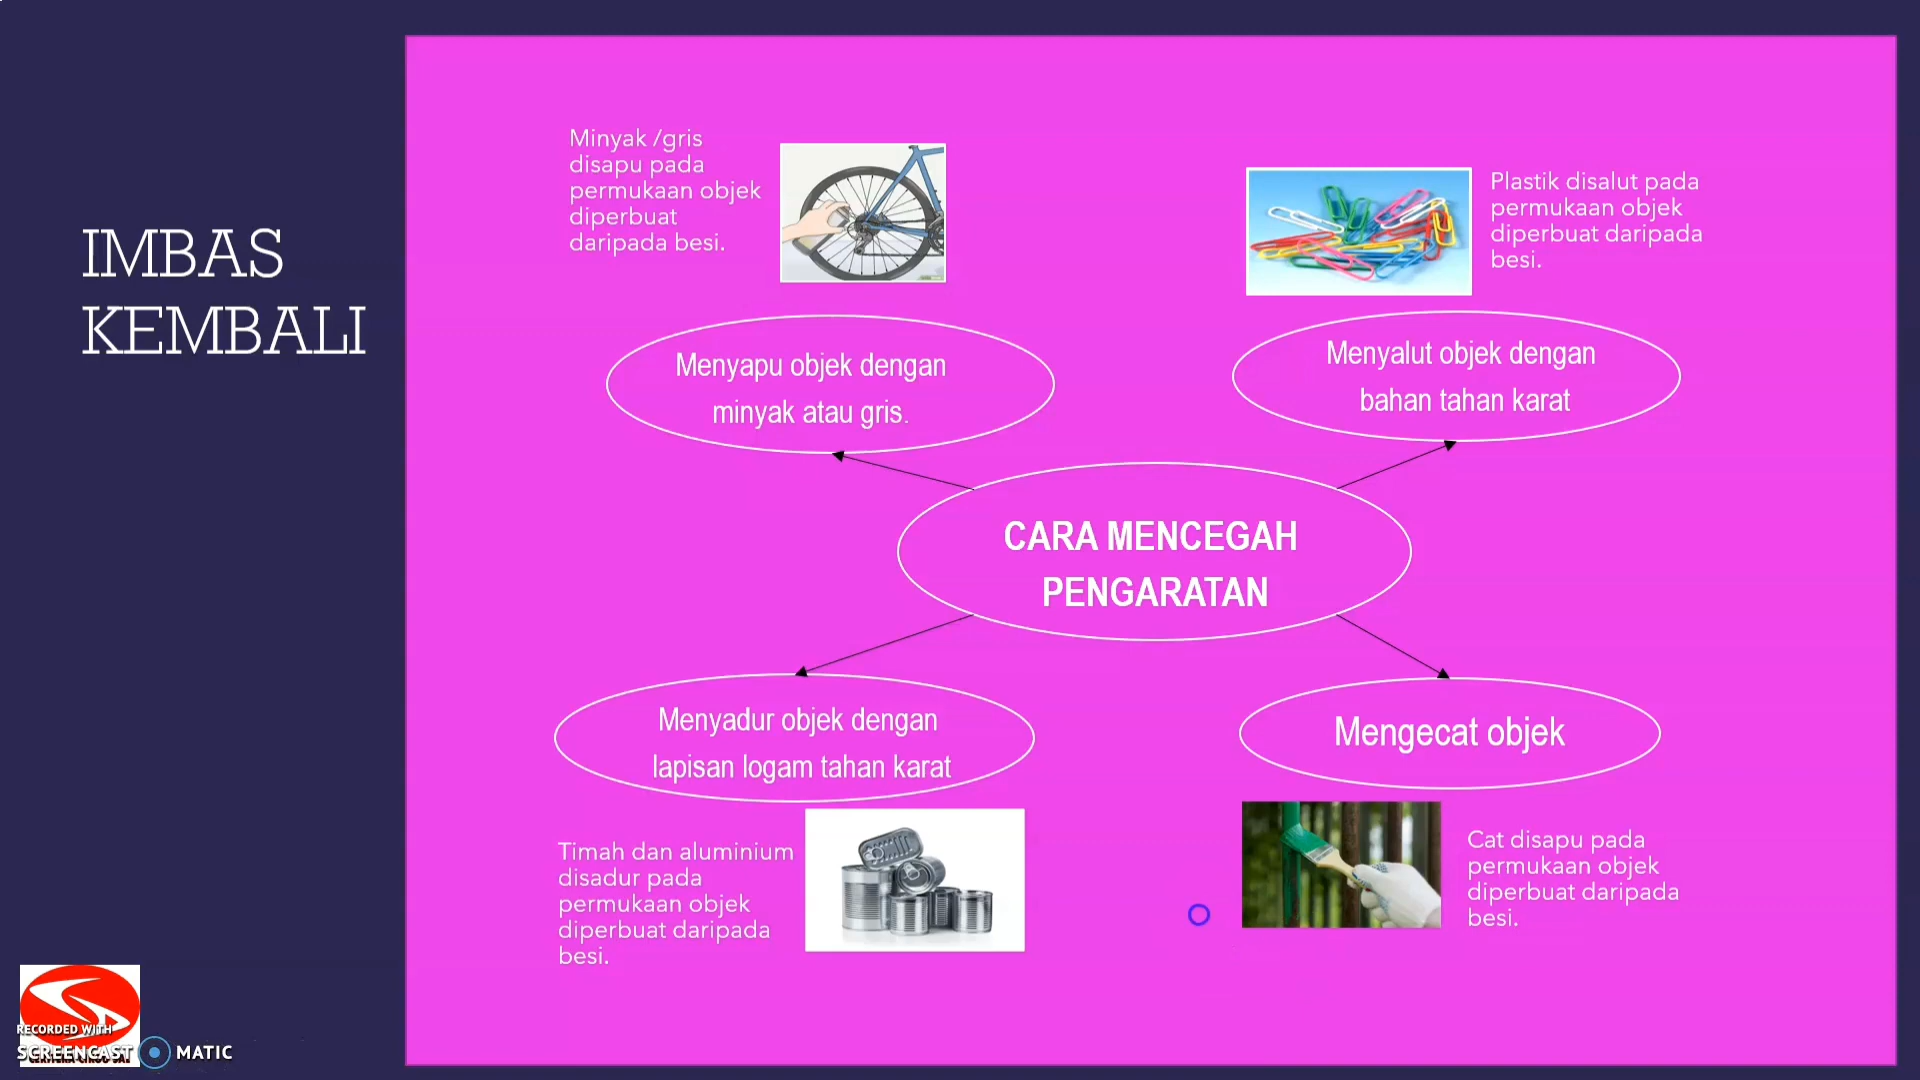 IMBAS
KEMBALI
Minyak /gris
disapu pada
permukaan objek
diperbuat
daripada besi.
Plastik disalut pada
permukaan objek
diperbuat daripada
besi.
Menyapu objek dengan
minyak atau gris.
Menyalut objek dengan
bahan tahan karat
CARA MENCEGAH
PENGARATAN
Menyadur objek dengan
lapisan logam tahan karat
Mengecat objek
Timah dan aluminium
disadur pada
permukaan objek
diperbuat daripada
besi.
Cat disapu pada
permukaan objek
diperbuat daripada
besi.
RECORDED WITH
SCREENCAST MATIC